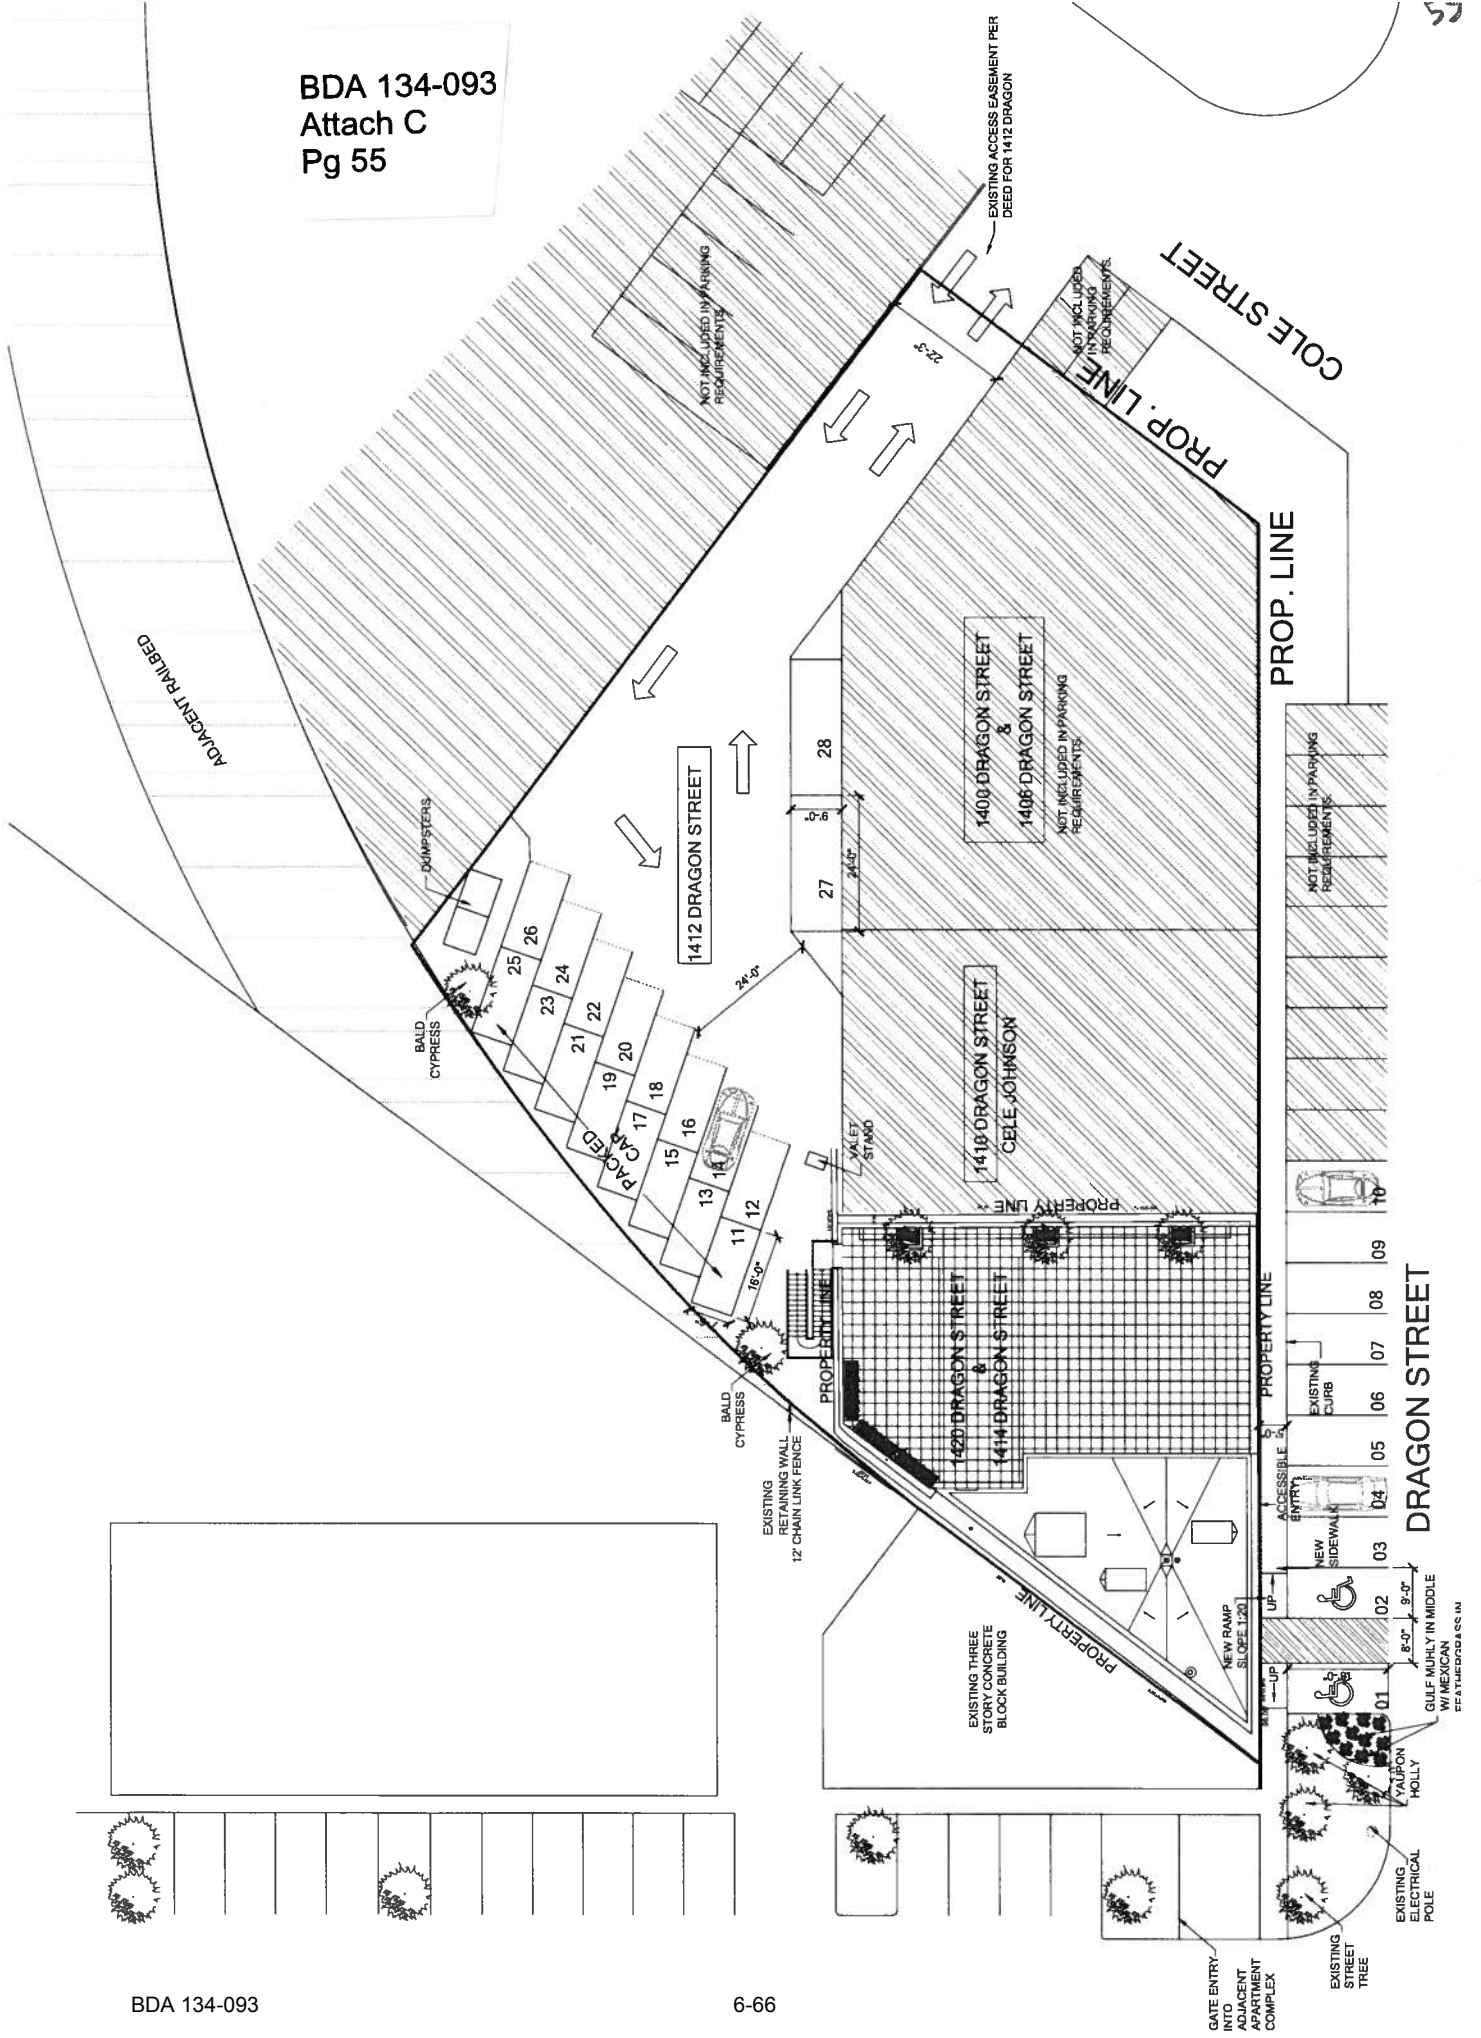 BDA 134-093
Attach C
Pg 55
EXISTING ACCESS EASEMENT PER
DEED FOR 1412 DRAGON
COLE STREET
NOT INCLUDED IN PARKING
REQUIREMENTS.
NOT INCLUDED
IN PARKING
REQUIREMENTS.
22'-3"
PROP. LINE
PROP. LINE
ADJACENT RAILBED
DUMPSTERS
1412 DRAGON STREET
28
27
9'-0"
24'-0"
1400 DRAGON STREET
&
1406 DRAGON STREET
NOT INCLUDED IN PARKING
REQUIREMENTS.
NOT INCLUDED IN PARKING
REQUIREMENTS.
BALD
CYPRESS
26
25
24
23
22
21
20
19
18
17
16
15
14
13
12
11
PACKED
CAR
24'-0"
16'-0"
VALET
STAND
1410 DRAGON STREET
CELE JOHNSON
PROPERTY LINE
PROPERTY LINE
BALD
CYPRESS
EXISTING
RETAINING WALL
12' CHAIN LINK FENCE
1420 DRAGON STREET
&
1414 DRAGON STREET
PROPERTY LINE
EXISTING
CURB
ACCESSIBLE
ENTRY
5'-0"
NEW
SIDEWALK
10
09
08
07
06
05
04
03
02
01
DRAGON STREET
PROPERTY LINE
EXISTING THREE
STORY CONCRETE
BLOCK BUILDING
NEW RAMP
SLOPE 1:20
UP
UP
9'-0"
8'-0"
GULF MUHLY IN MIDDLE
W/ MEXICAN
FEATHERGRASS IN
YAUPON
HOLLY
EXISTING
ELECTRICAL
POLE
EXISTING
STREET
TREE
GATE ENTRY
INTO
ADJACENT
APARTMENT
COMPLEX
BDA 134-093
6-66